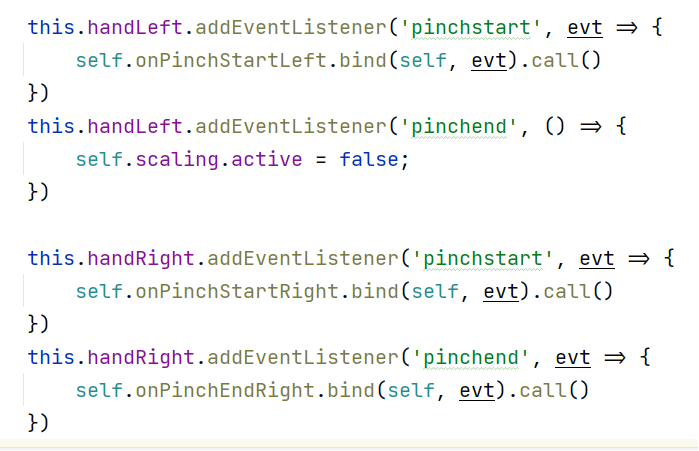 this.handLeft.addEventListener('pinchstart', evt => {
    self.onPinchStartLeft.bind(self, evt).call()
})
this.handLeft.addEventListener('pinchend', () => {
    self.scaling.active = false;
})

this.handRight.addEventListener('pinchstart', evt => {
    self.onPinchStartRight.bind(self, evt).call()
})
this.handRight.addEventListener('pinchend', evt => {
    self.onPinchEndRight.bind(self, evt).call()
})